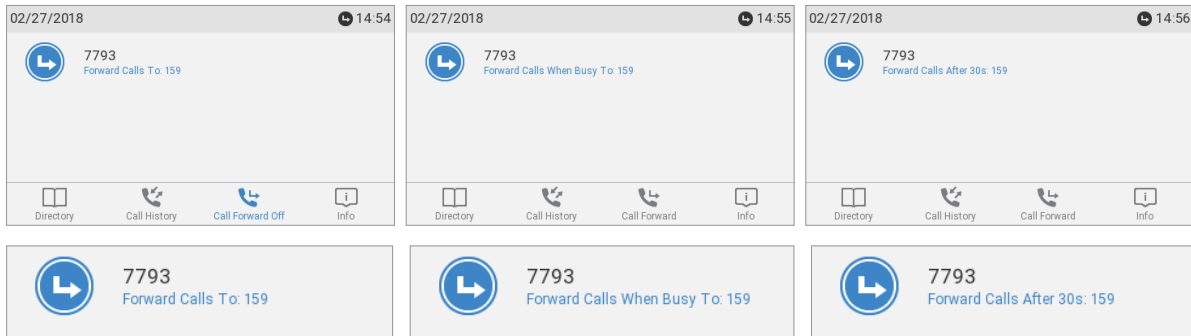 02/27/2018 14:54
7793
Forward Calls To: 159
Directory Call History Call Forward Off Info
02/27/2018 14:55
7793
Forward Calls When Busy To: 159
Directory Call History Call Forward Info
02/27/2018 14:56
7793
Forward Calls After 30s: 159
Directory Call History Call Forward Info
7793
Forward Calls To: 159
7793
Forward Calls When Busy To: 159
7793
Forward Calls After 30s: 159